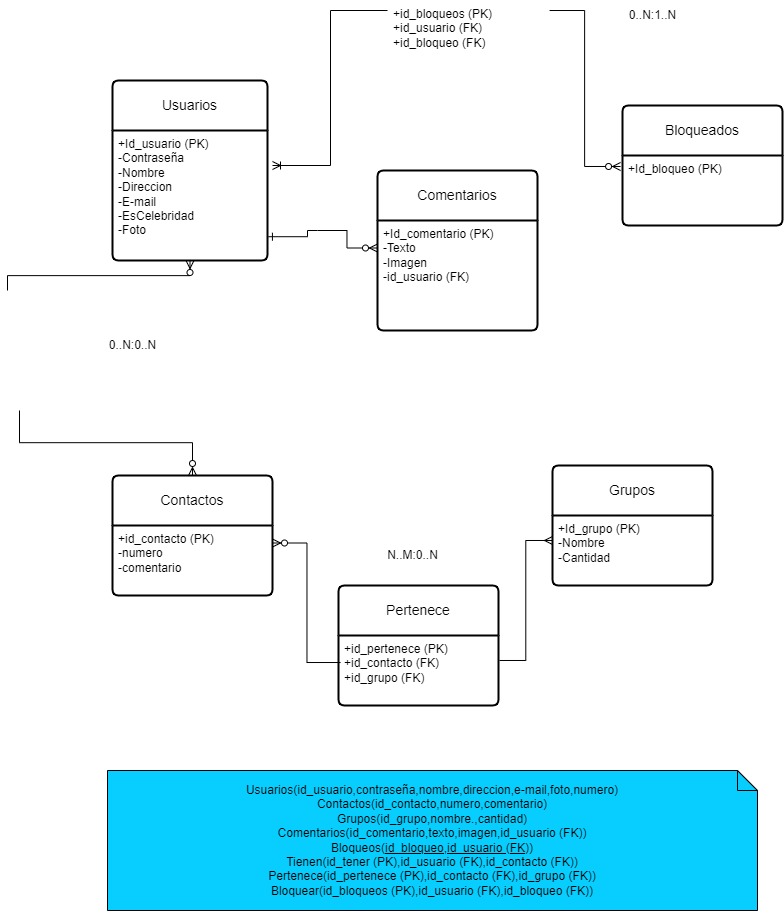 +id_bloqueos (PK)
+id_usuario (FK)
+id_bloqueo (FK)
0..N:1..N
Usuarios
+Id_usuario (PK)
-Contraseña
-Nombre
-Direccion
-E-mail
-EsCelebridad
-Foto
Bloqueados
+Id_bloqueo (PK)
Comentarios
+Id_comentario (PK)
-Texto
-Imagen
-id_usuario (FK)
0..N:0..N
Contactos
+id_contacto (PK)
-numero
-comentario
Grupos
+Id_grupo (PK)
-Nombre
-Cantidad
N..M:0..N
Pertenece
+id_pertenece (PK)
+id_contacto (FK)
+id_grupo (FK)
Usuarios(id_usuario,contraseña,nombre,direccion,e-mail,foto,numero)
Contactos(id_contacto,numero,comentario)
Grupos(id_grupo,nombre.,cantidad)
Comentarios(id_comentario,texto,imagen,id_usuario (FK))
Bloqueos(id_bloqueo,id_usuario (FK))
Tienen(id_tener (PK),id_usuario (FK),id_contacto (FK))
Pertenece(id_pertenece (PK),id_contacto (FK),id_grupo (FK))
Bloquear(id_bloqueos (PK),id_usuario (FK),id_bloqueo (FK))